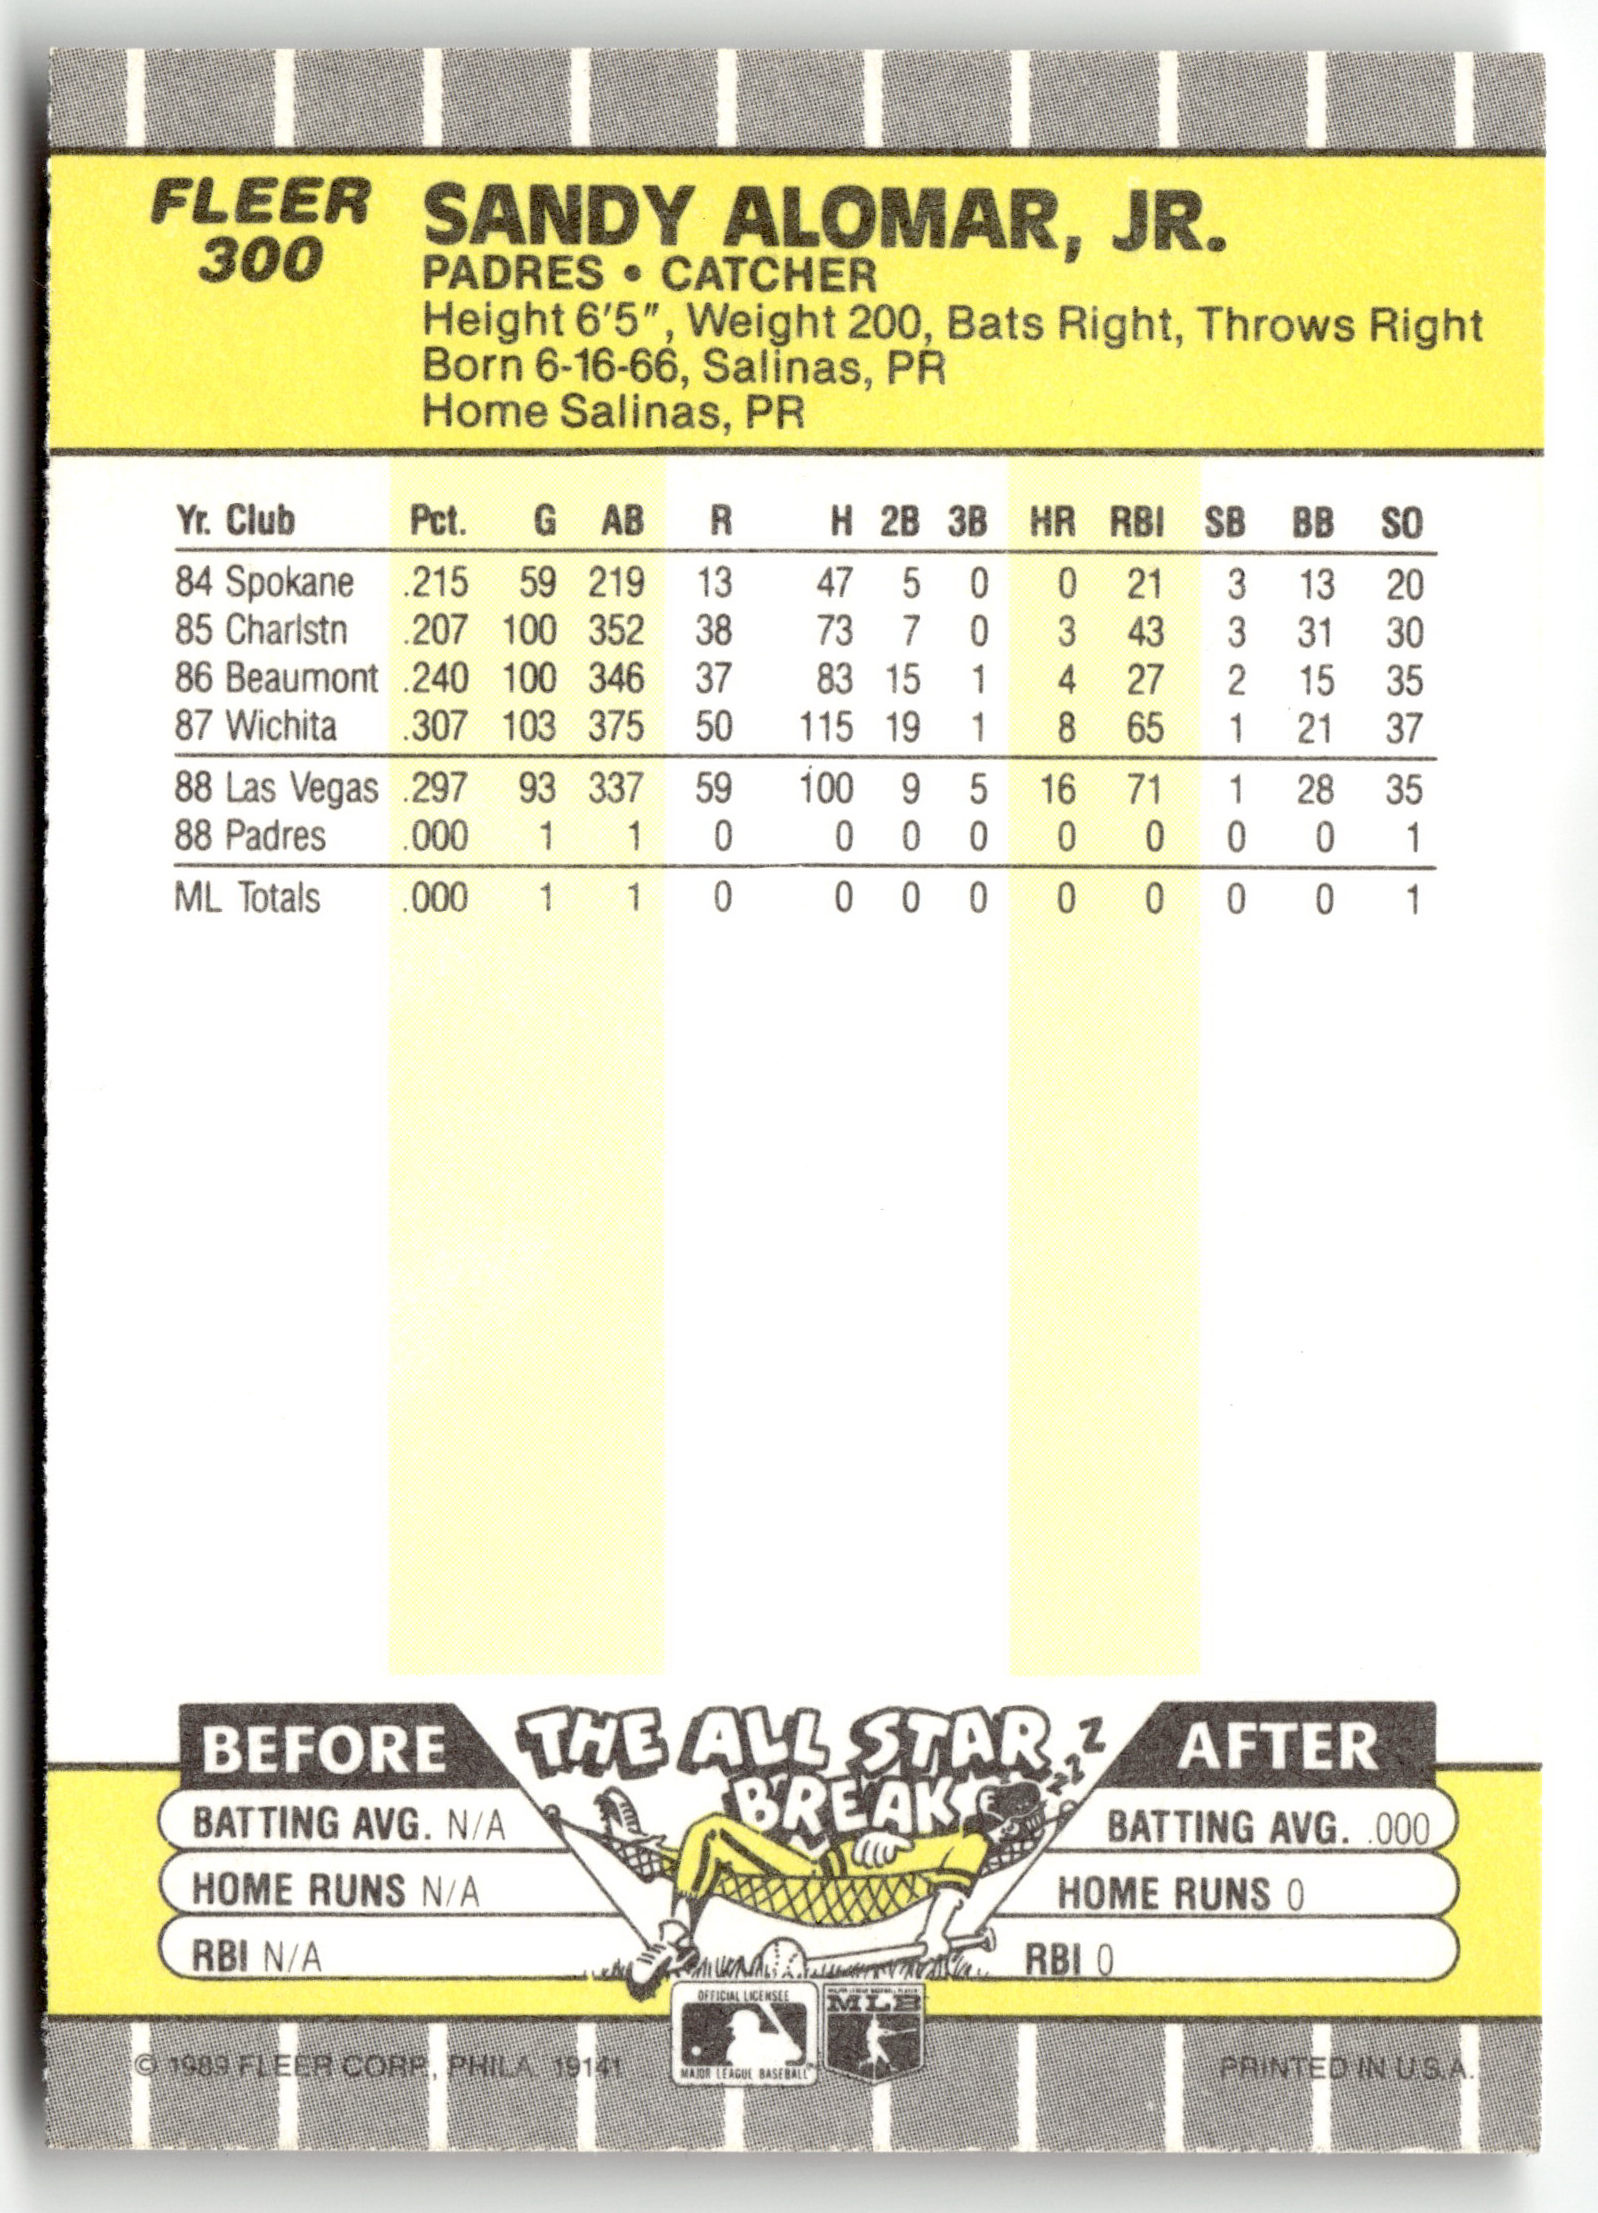 FLEER
300
SANDY ALOMAR, JR.
PADRES • CATCHER
Height 6'5", Weight 200, Bats Right, Throws Right
Born 6-16-66, Salinas, PR
Home Salinas, PR
Yr. Club Pct. G AB R H 2B 3B HR RBI SB BB SO
84 Spokane .215 59 219 13 47 5 0 0 21 3 13 20
85 Charlstn .207 100 352 38 73 7 0 3 43 3 31 30
86 Beaumont .240 100 346 37 83 15 1 4 27 2 15 35
87 Wichita .307 103 375 50 115 19 1 8 65 1 21 37
88 Las Vegas .297 93 337 59 100 9 5 16 71 1 28 35
88 Padres .000 1 1 0 0 0 0 0 0 0 0 1
ML Totals .000 1 1 0 0 0 0 0 0 0 0 1
BEFORE THE ALL STAR BREAK ZZZZ AFTER
BATTING AVG. N/A
HOME RUNS N/A
RBI N/A
BATTING AVG. .000
HOME RUNS 0
RBI 0
OFFICIAL LICENSEE
MAJOR LEAGUE BASEBALL
MLB
© 1989 FLEER CORP., PHILA. 19141
PRINTED IN U.S.A.